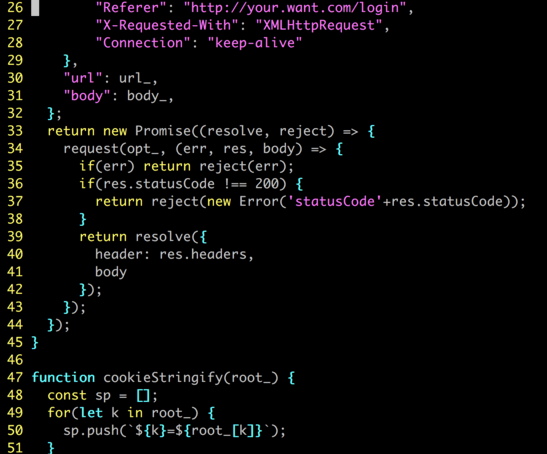 26         "Referer": "http://your.want.com/login",
27         "X-Requested-With": "XMLHttpRequest",
28         "Connection": "keep-alive"
29     },
30     "url": url_,
31     "body": body_,
32   };
33   return new Promise((resolve, reject) => {
34     request(opt_, (err, res, body) => {
35       if(err) return reject(err);
36       if(res.statusCode !== 200) {
37         return reject(new Error('statusCode'+res.statusCode));
38       }
39       return resolve({
40         header: res.headers,
41         body
42       });
43     });
44   });
45 }
46
47 function cookieStringify(root_) {
48   const sp = [];
49   for(let k in root_) {
50     sp.push(`${k}=${root_[k]}`);
51   }